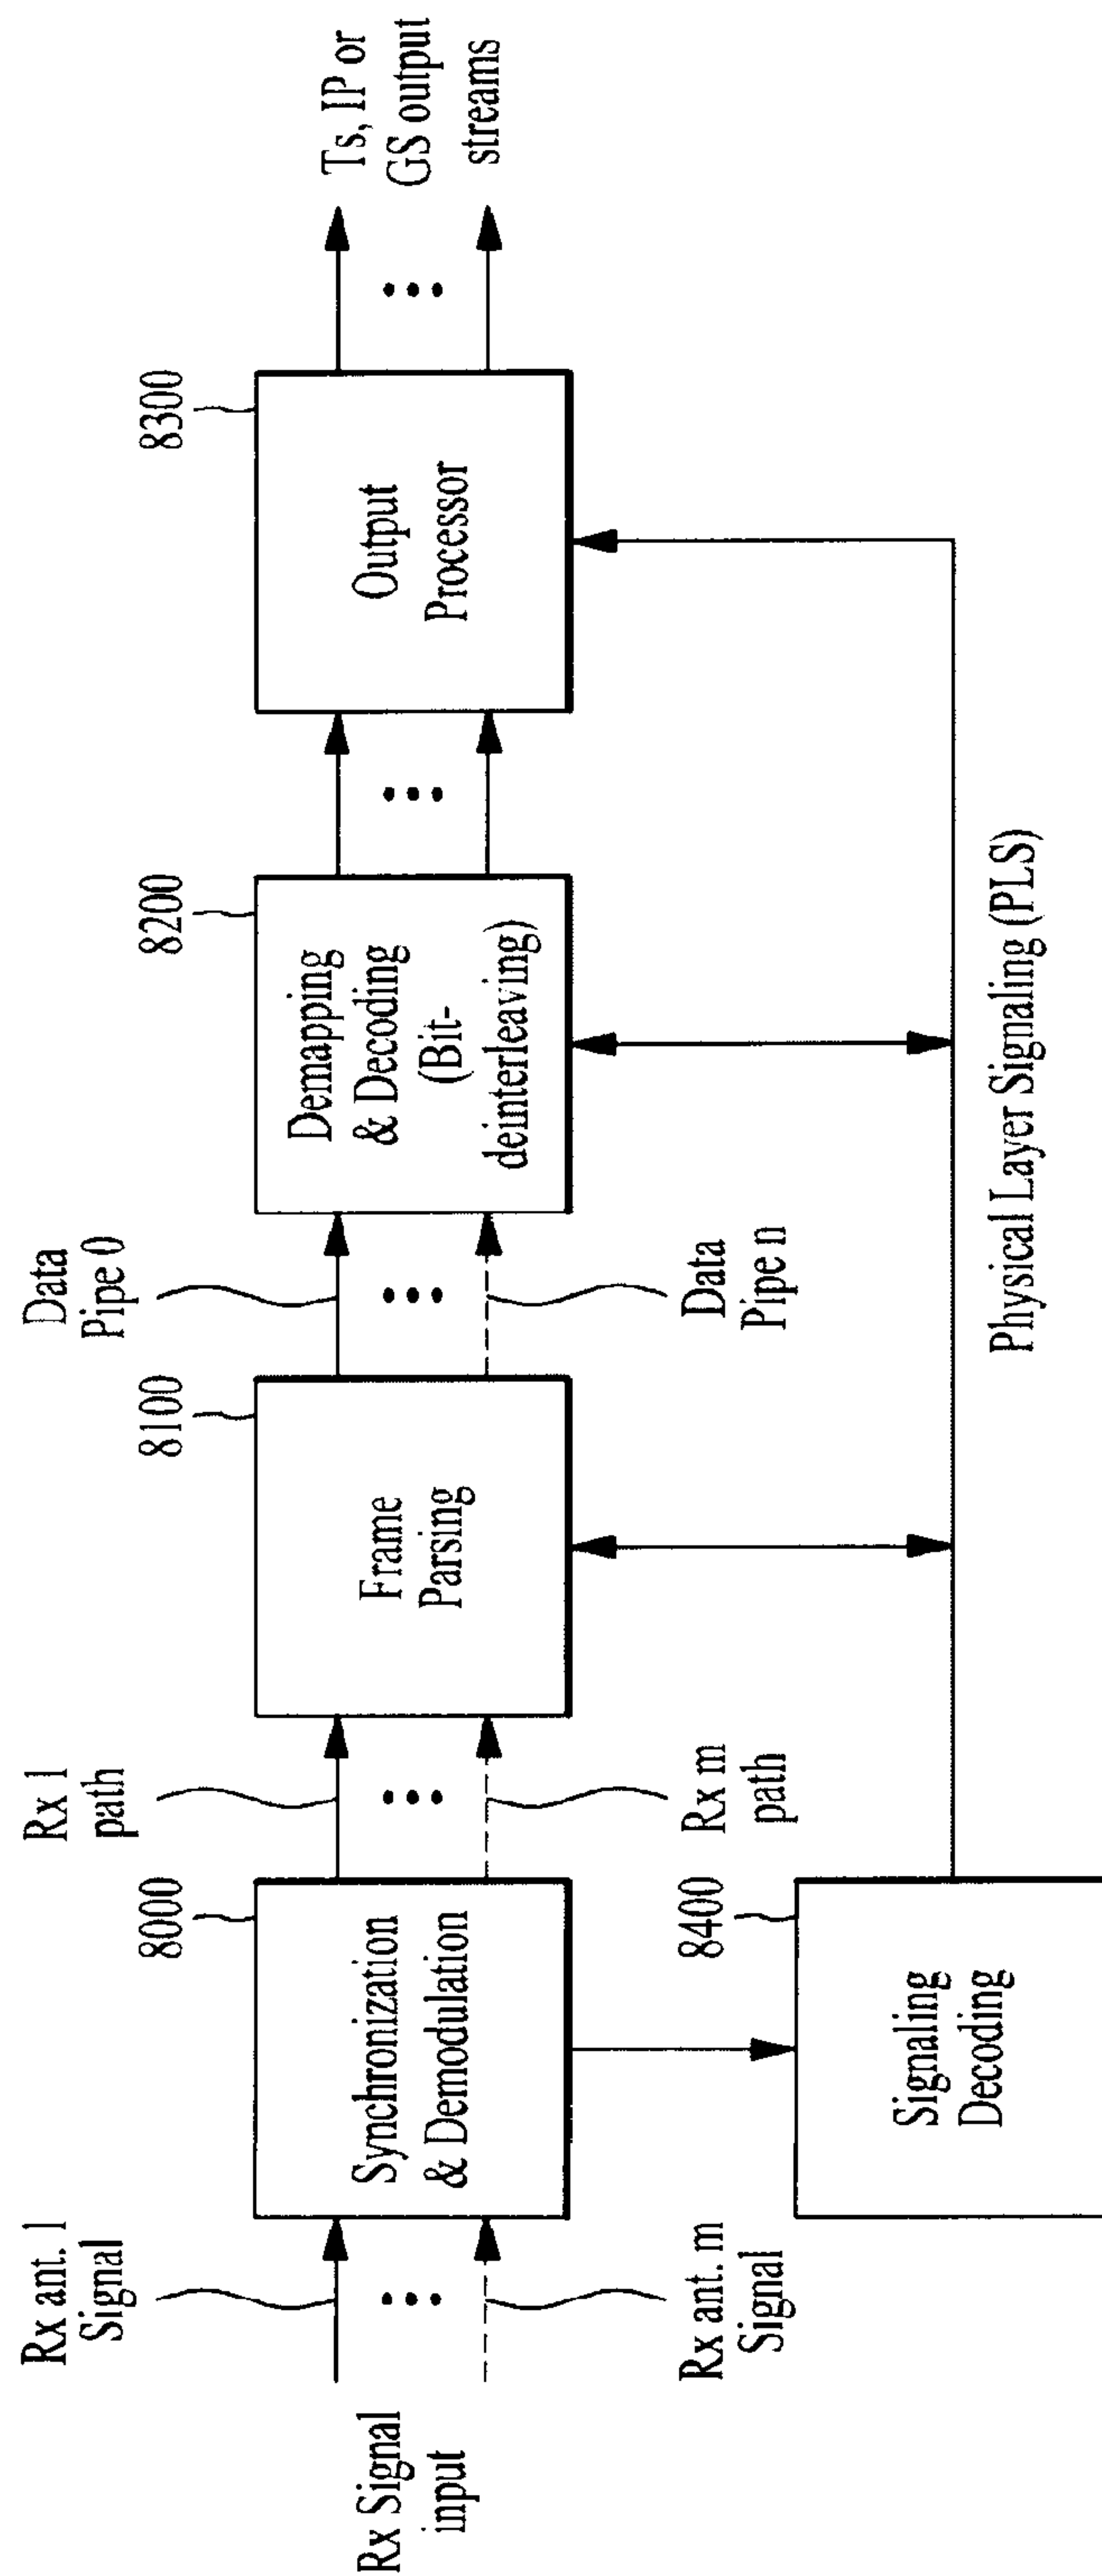 Rx Signal
input
Rx ant. 1
Signal
Rx ant. m
Signal
8000
Synchronization
& Demodulation
Rx 1
path
Rx m
path
8100
Frame
Parsing
Data
Pipe 0
Data
Pipe n
8200
Demapping
& Decoding
(Bit-
deinterleaving)
8300
Output
Processor
Ts, IP or
GS output
streams
8400
Signaling
Decoding
Physical Layer Signaling (PLS)